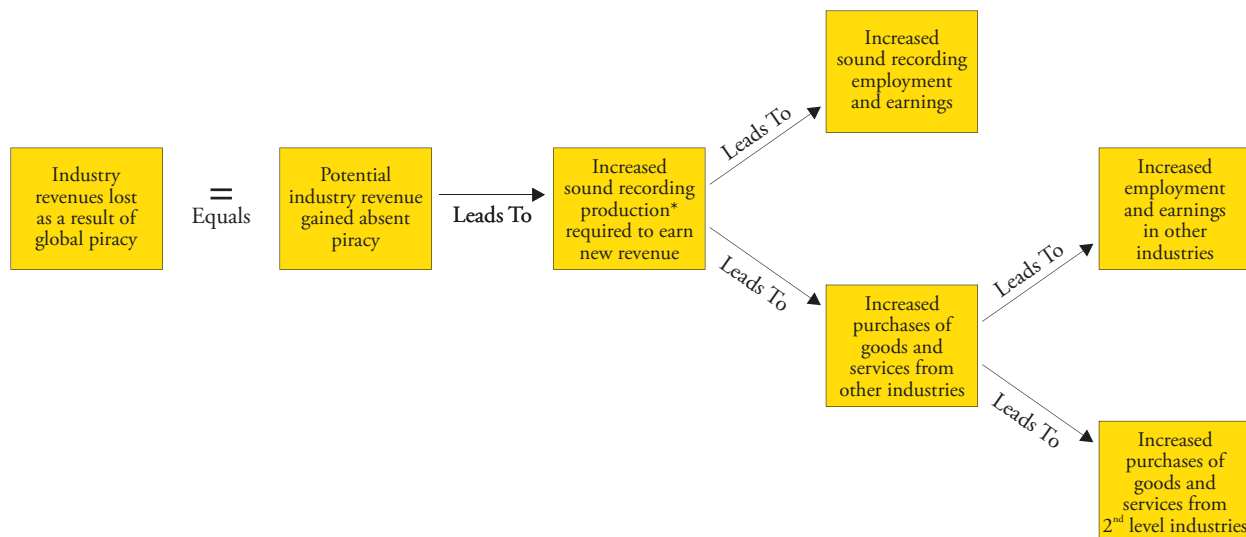 Industry
revenues lost
as a result of
global piracy
=
Equals
Potential
industry revenue
gained absent
piracy
Leads To
Increased
sound recording
production*
required to earn
new revenue
Leads To
Increased
sound recording
employment
and earnings
Leads To
Increased
purchases of
goods and
services from
other industries
Leads To
Increased
employment
and earnings
in other
industries
Leads To
Increased
purchases of
goods and
services from
2nd level industries